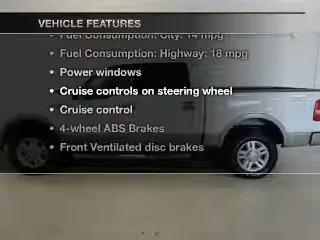 VEHICLE FEATURES
• Fuel Consumption: City: 14 mpg
• Fuel Consumption: Highway: 18 mpg
• Power windows
• Cruise controls on steering wheel
• Cruise control
• 4-wheel ABS Brakes
• Front Ventilated disc brakes